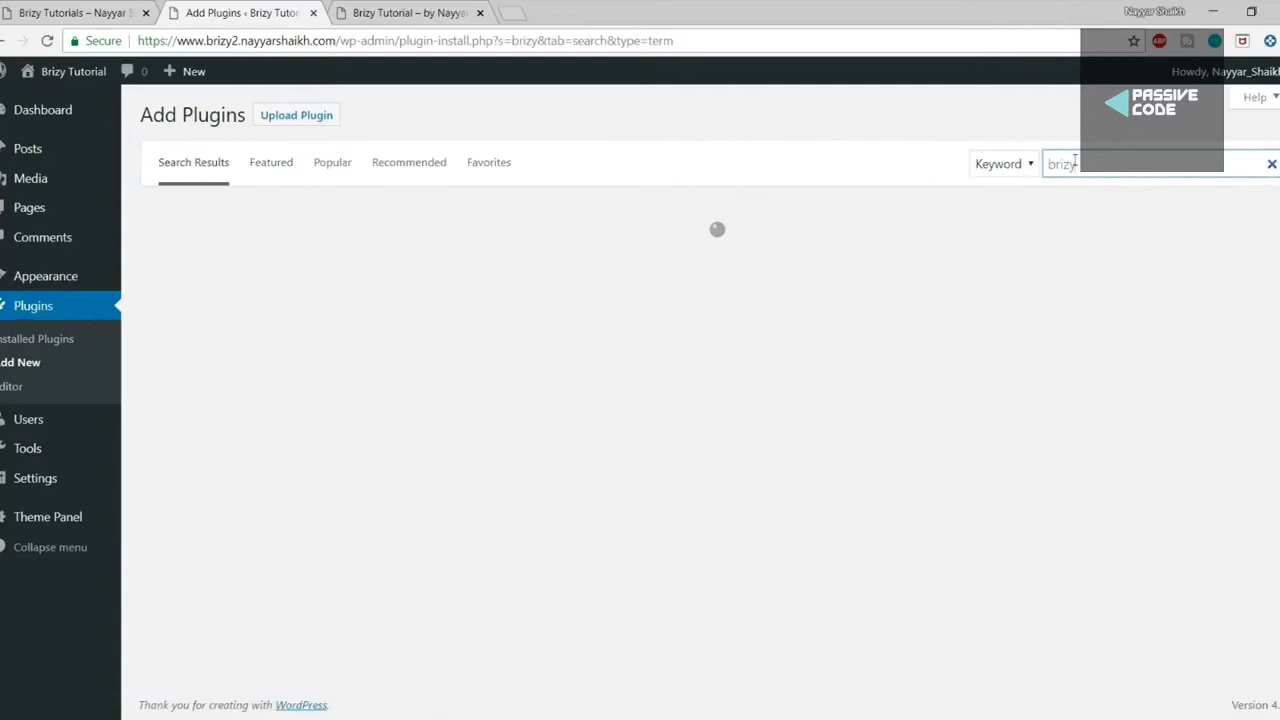 Brizy Tutorials – Nayyar S
Add Plugins ‹ Brizy Tutor
Brizy Tutorial – by Nayya
Nayyar Shaikh
Secure
https://www.brizy2.nayyarshaikh.com/wp-admin/plugin-install.php?s=brizy&tab=search&type=term
ABP
Brizy Tutorial
0
New
Howdy, Nayyar_Shaikh
PASSIVE
CODE
Help
Dashboard
Posts
Media
Pages
Comments
Appearance
Plugins
nstalled Plugins
dd New
ditor
Users
Tools
Settings
Theme Panel
Collapse menu
Add Plugins
Upload Plugin
Search Results
Featured
Popular
Recommended
Favorites
Keyword
brizy
Thank you for creating with WordPress.
Version 4.